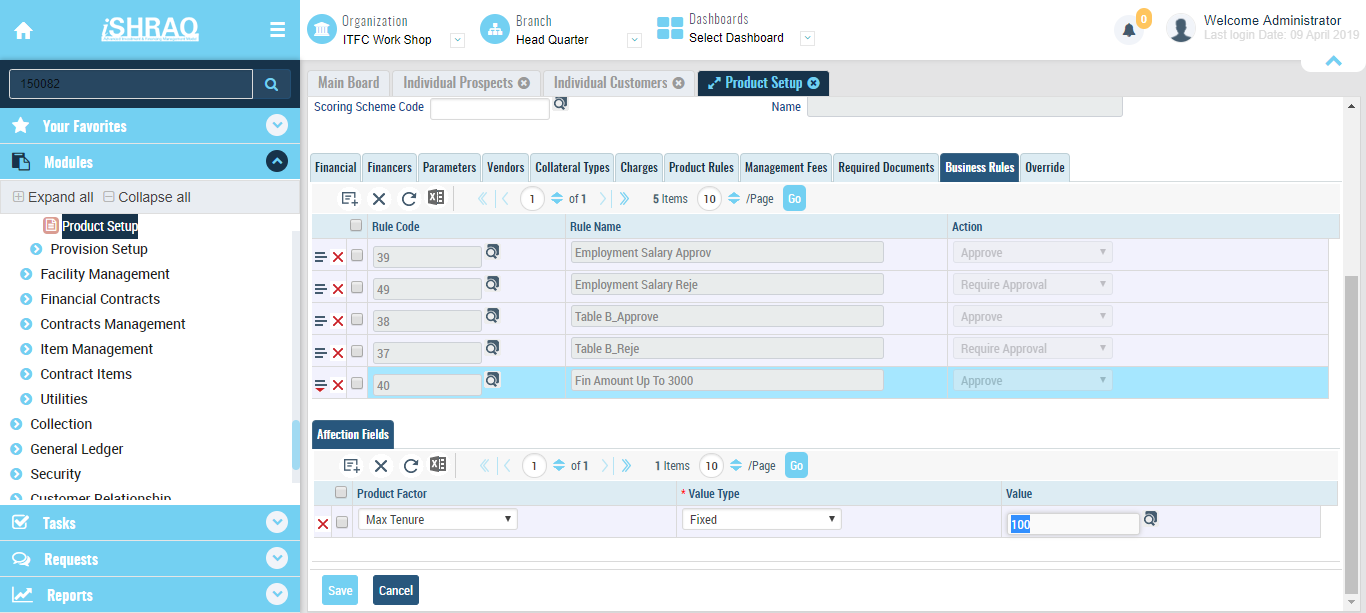 iSHRAQ
Organization
ITFC Work Shop
Branch
Head Quarter
Dashboards
Select Dashboard
0
Welcome Administrator
Last login Date: 09 April 2019
150082
Your Favorites
Modules
Expand all Collapse all
Product Setup
Provision Setup
Facility Management
Financial Contracts
Contracts Management
Item Management
Contract Items
Utilities
Collection
General Ledger
Security
Customer Relationship
Tasks
Requests
Reports
Main Board Individual Prospects Individual Customers Product Setup
Scoring Scheme Code Name
Financial Financers Parameters Vendors Collateral Types Charges Product Rules Management Fees Required Documents Business Rules Override
1 of 1 5 Items 10 /Page Go
Rule Code Rule Name Action
39 Employment Salary Approv Approve
49 Employment Salary Reje Require Approval
38 Table B_Approve Approve
37 Table B_Reje Require Approval
40 Fin Amount Up To 3000 Approve
Affection Fields
1 of 1 1 Items 10 /Page Go
Product Factor * Value Type Value
Max Tenure Fixed 100
Save Cancel